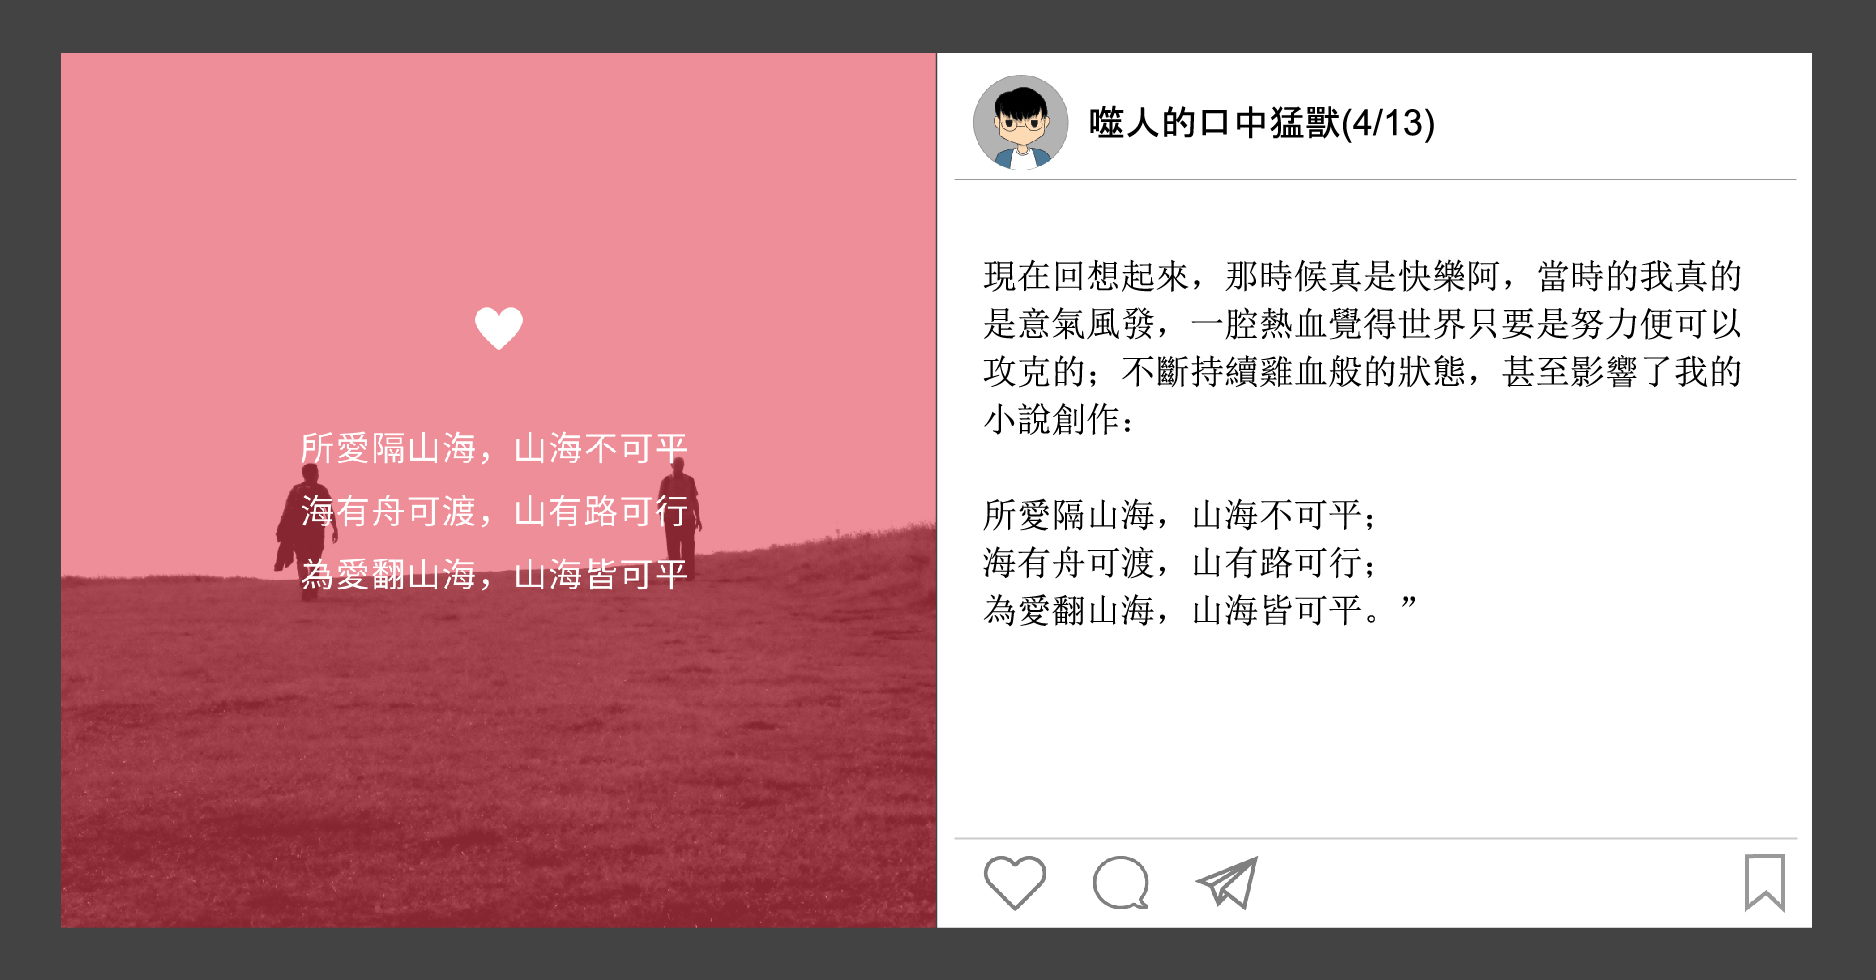 所愛隔山海，山海不可平
海有舟可渡，山有路可行
為愛翻山海，山海皆可平
噬人的口中猛獸(4/13)
現在回想起來，那時候真是快樂阿，當時的我真的
是意氣風發，一腔熱血覺得世界只要是努力便可以
攻克的；不斷持續雞血般的狀態，甚至影響了我的
小說創作：
所愛隔山海，山海不可平；
海有舟可渡，山有路可行；
為愛翻山海，山海皆可平。”